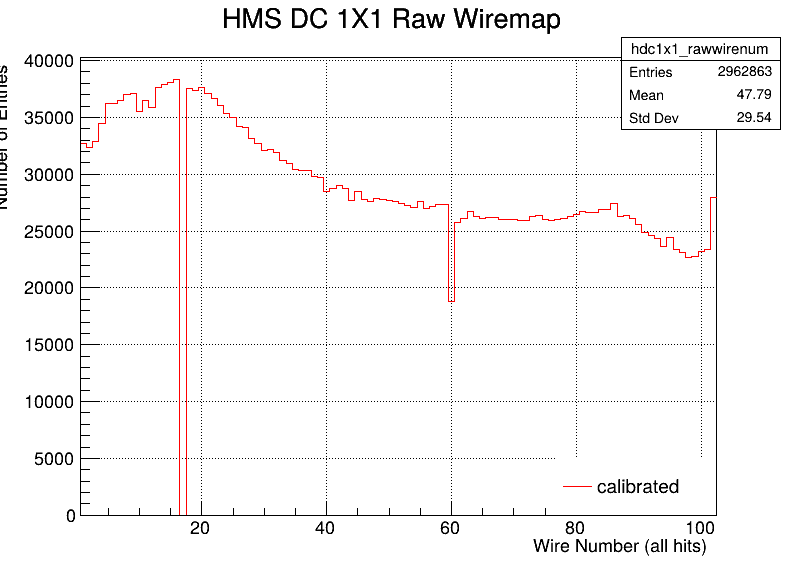 HMS DC 1X1 Raw Wiremap
hdc1x1_rawwirenum
Entries 2962863
Mean 47.79
Std Dev 29.54
Number of Entries
40000
35000
30000
25000
20000
15000
10000
5000
0
calibrated
20 40 60 80 100
Wire Number (all hits)